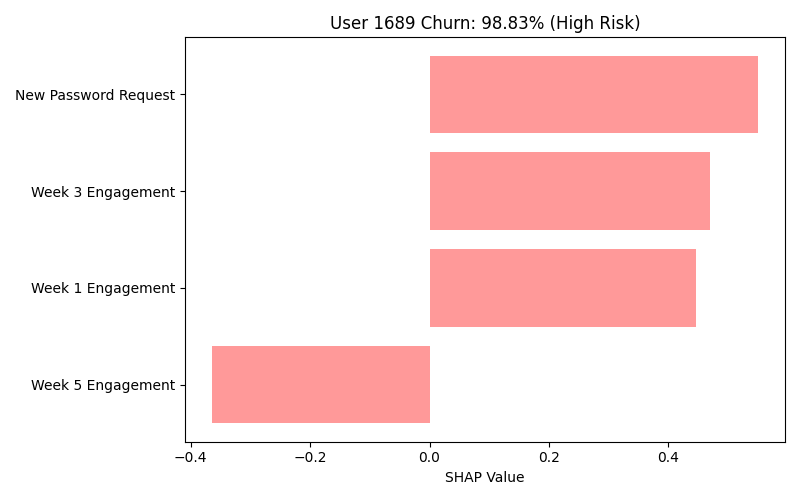 User 1689 Churn: 98.83% (High Risk)
New Password Request
Week 3 Engagement
Week 1 Engagement
Week 5 Engagement
−0.4 −0.2 0.0 0.2 0.4
SHAP Value